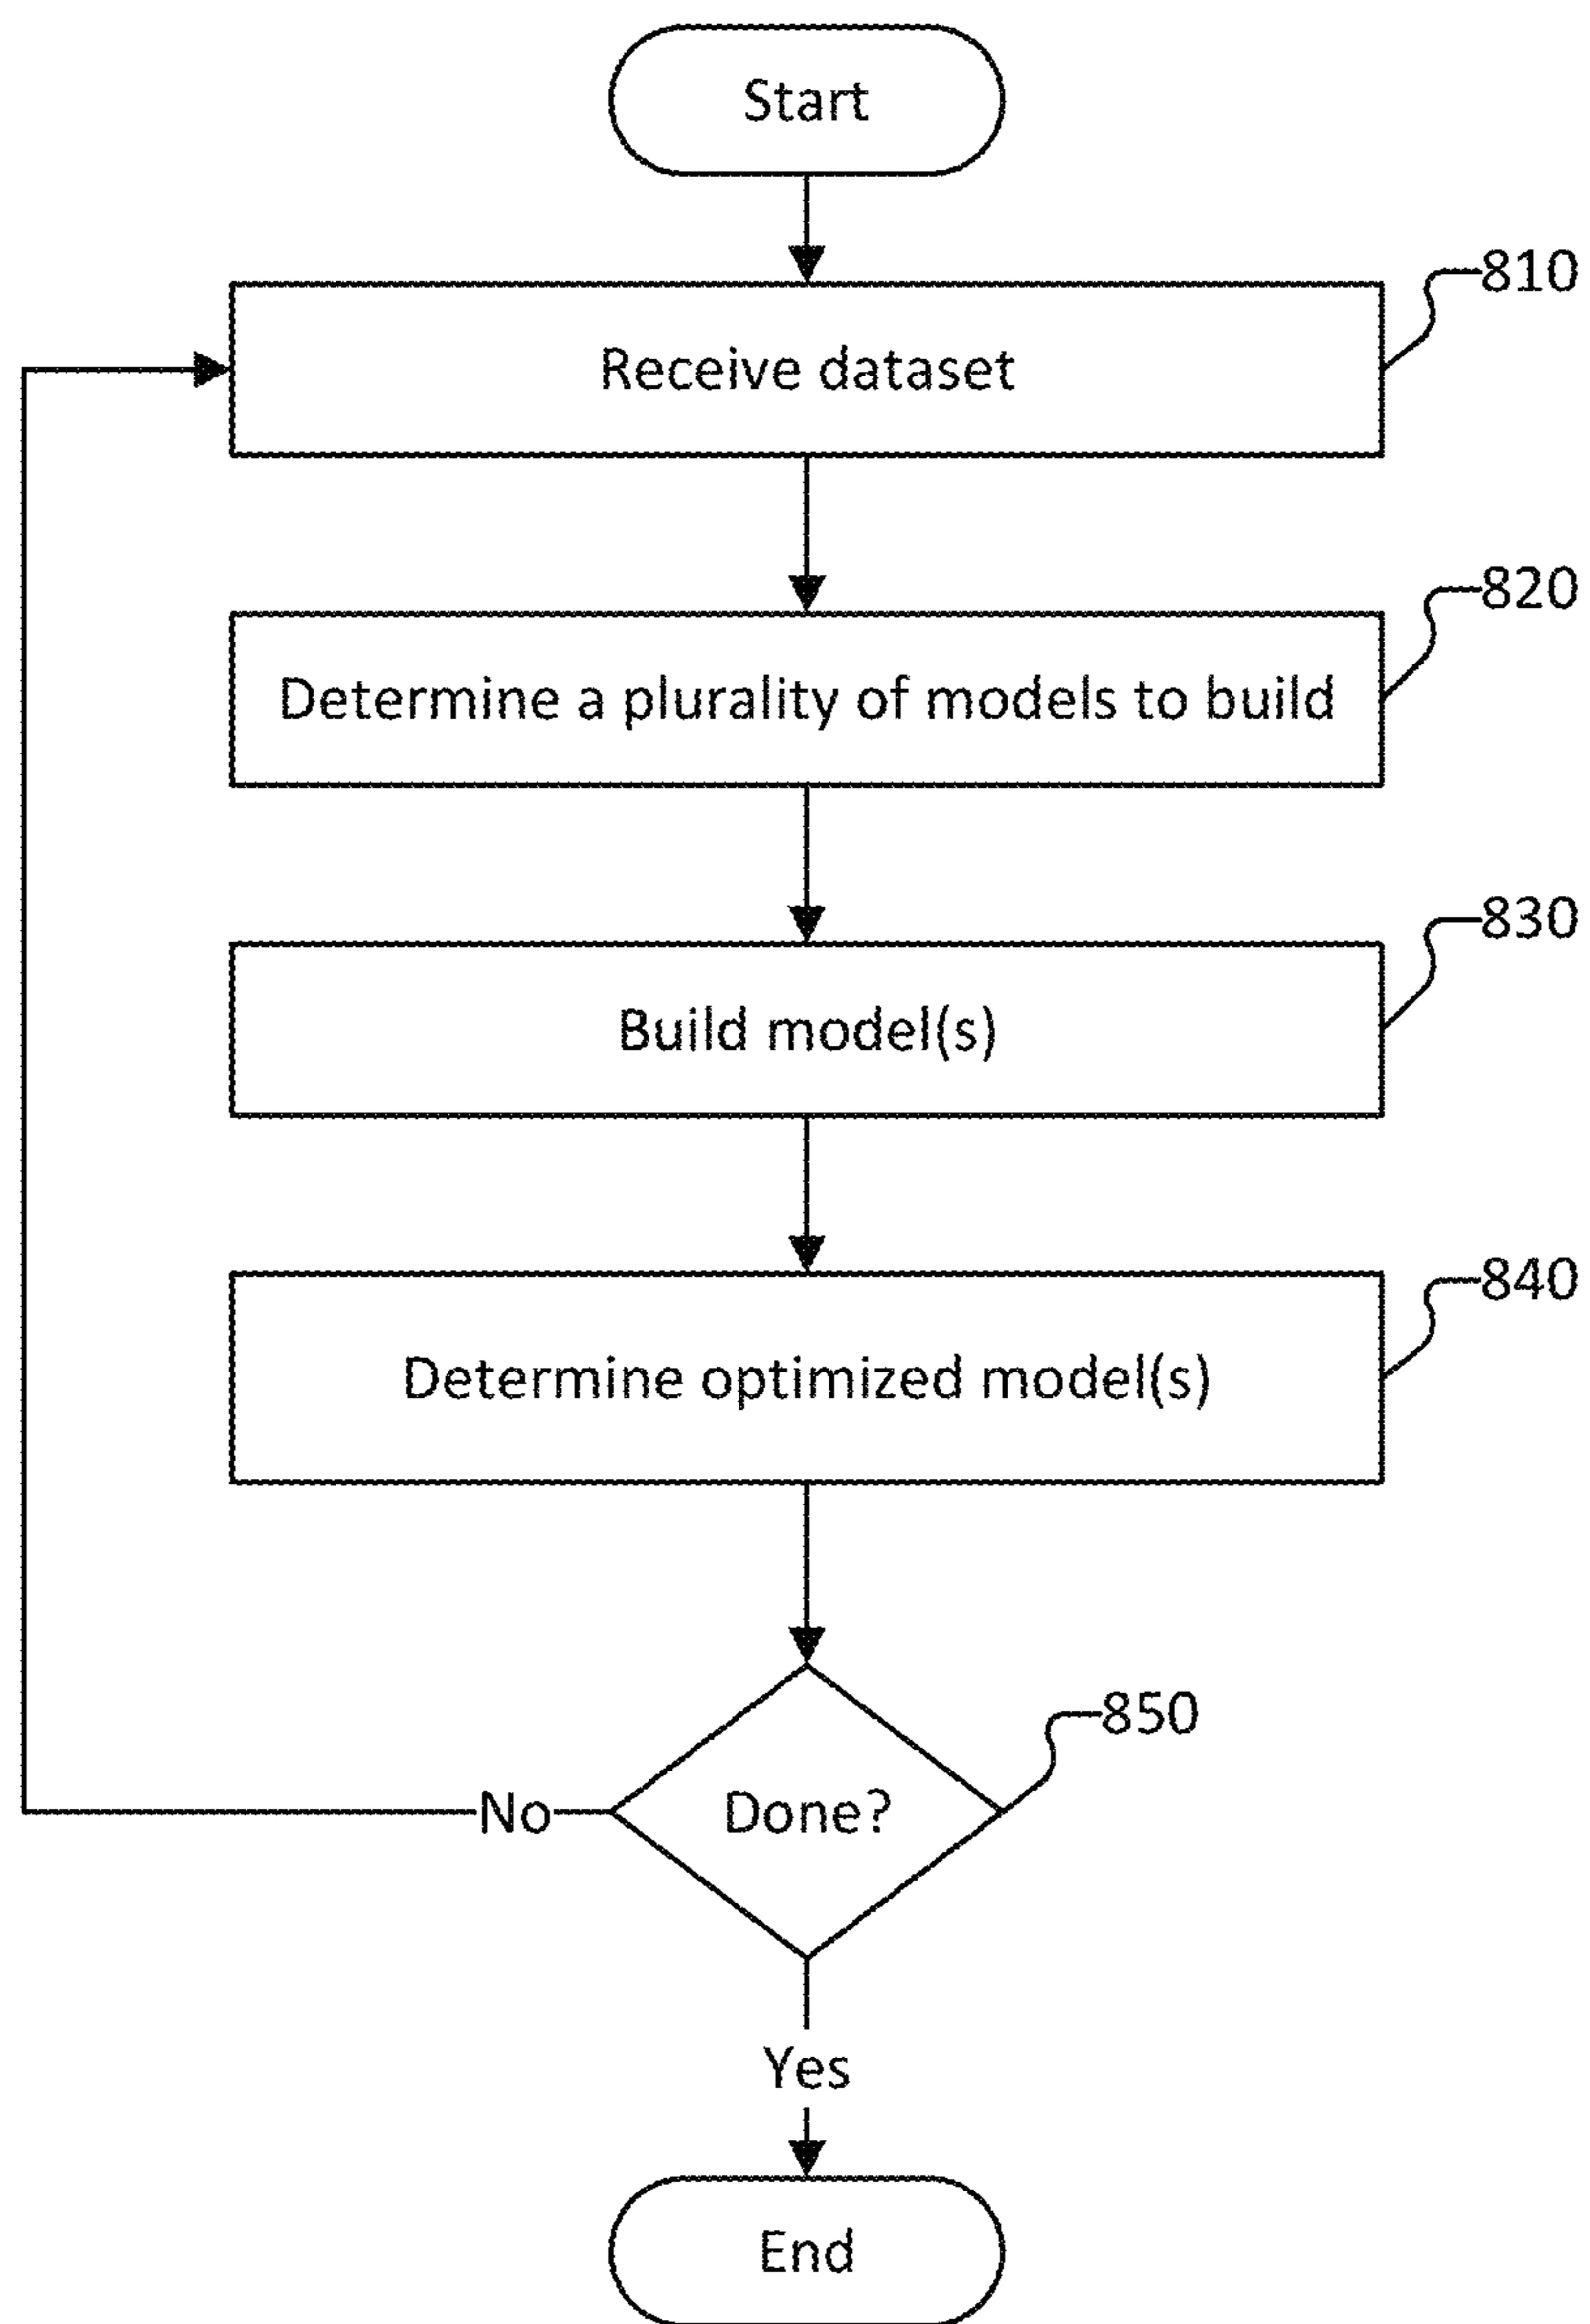 Start
810
Receive dataset
820
Determine a plurality of models to build
830
Build model(s)
840
Determine optimized model(s)
850
No
Done?
Yes
End